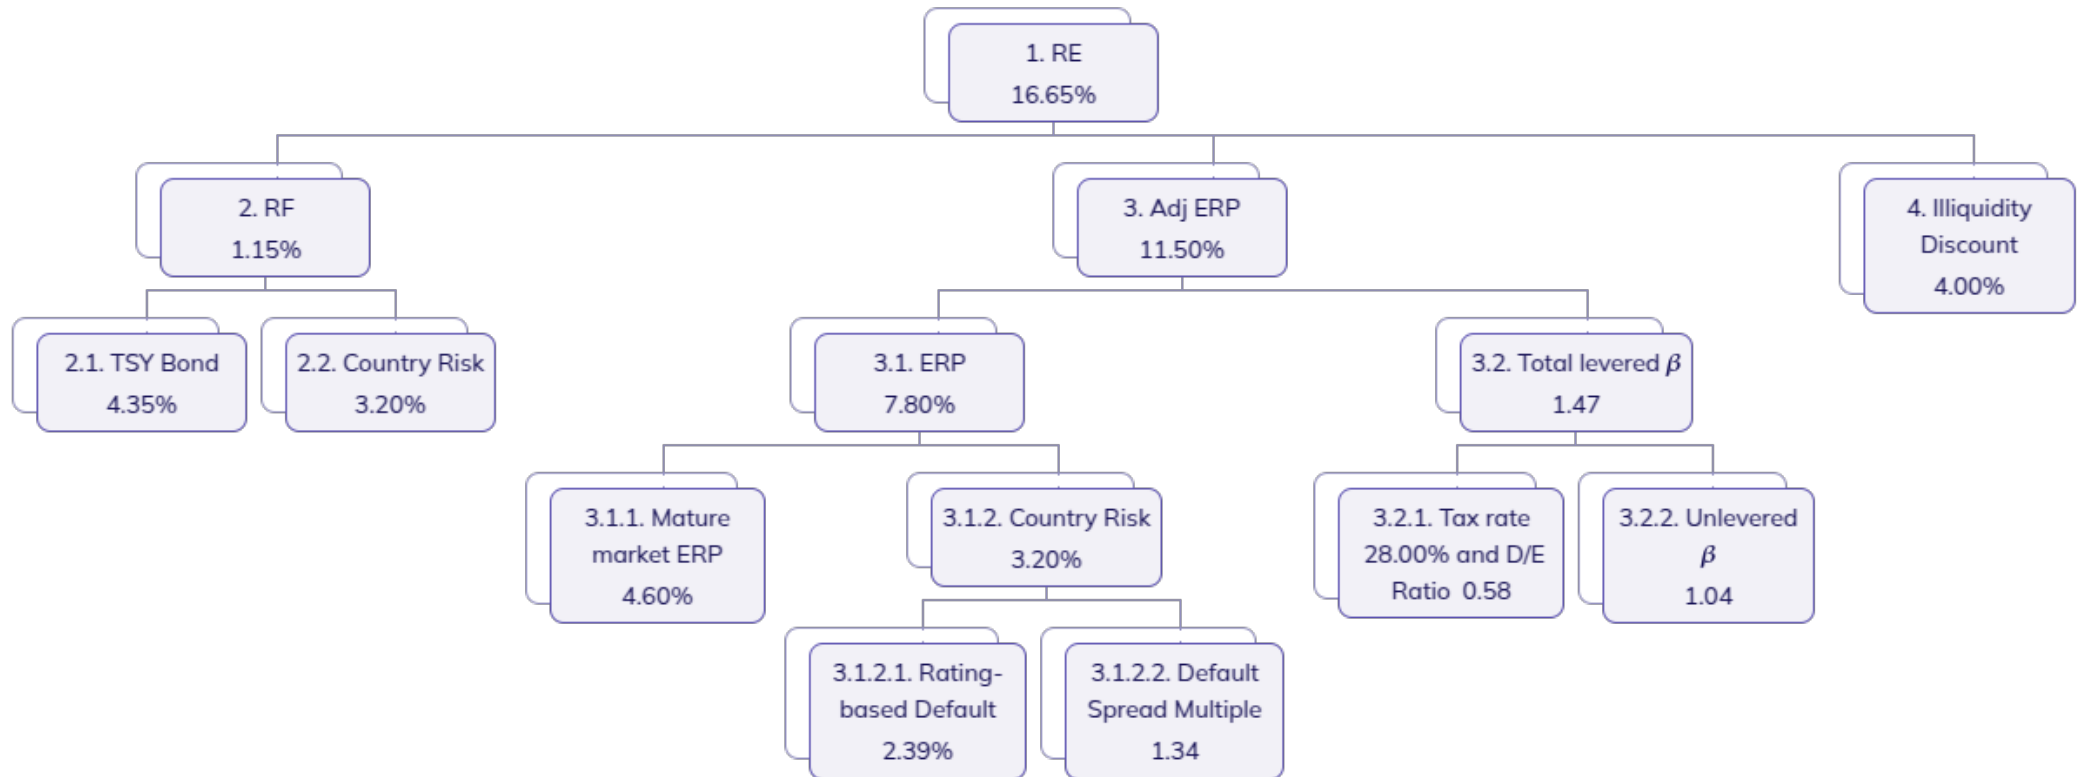 1. RE
16.65%
2. RF
1.15%
3. Adj ERP
11.50%
4. Illiquidity
Discount
4.00%
2.1. TSY Bond
4.35%
2.2. Country Risk
3.20%
3.1. ERP
7.80%
3.2. Total levered β
1.47
3.1.1. Mature
market ERP
4.60%
3.1.2. Country Risk
3.20%
3.2.1. Tax rate
28.00% and D/E
Ratio 0.58
3.2.2. Unlevered
β
1.04
3.1.2.1. Rating-
based Default
2.39%
3.1.2.2. Default
Spread Multiple
1.34